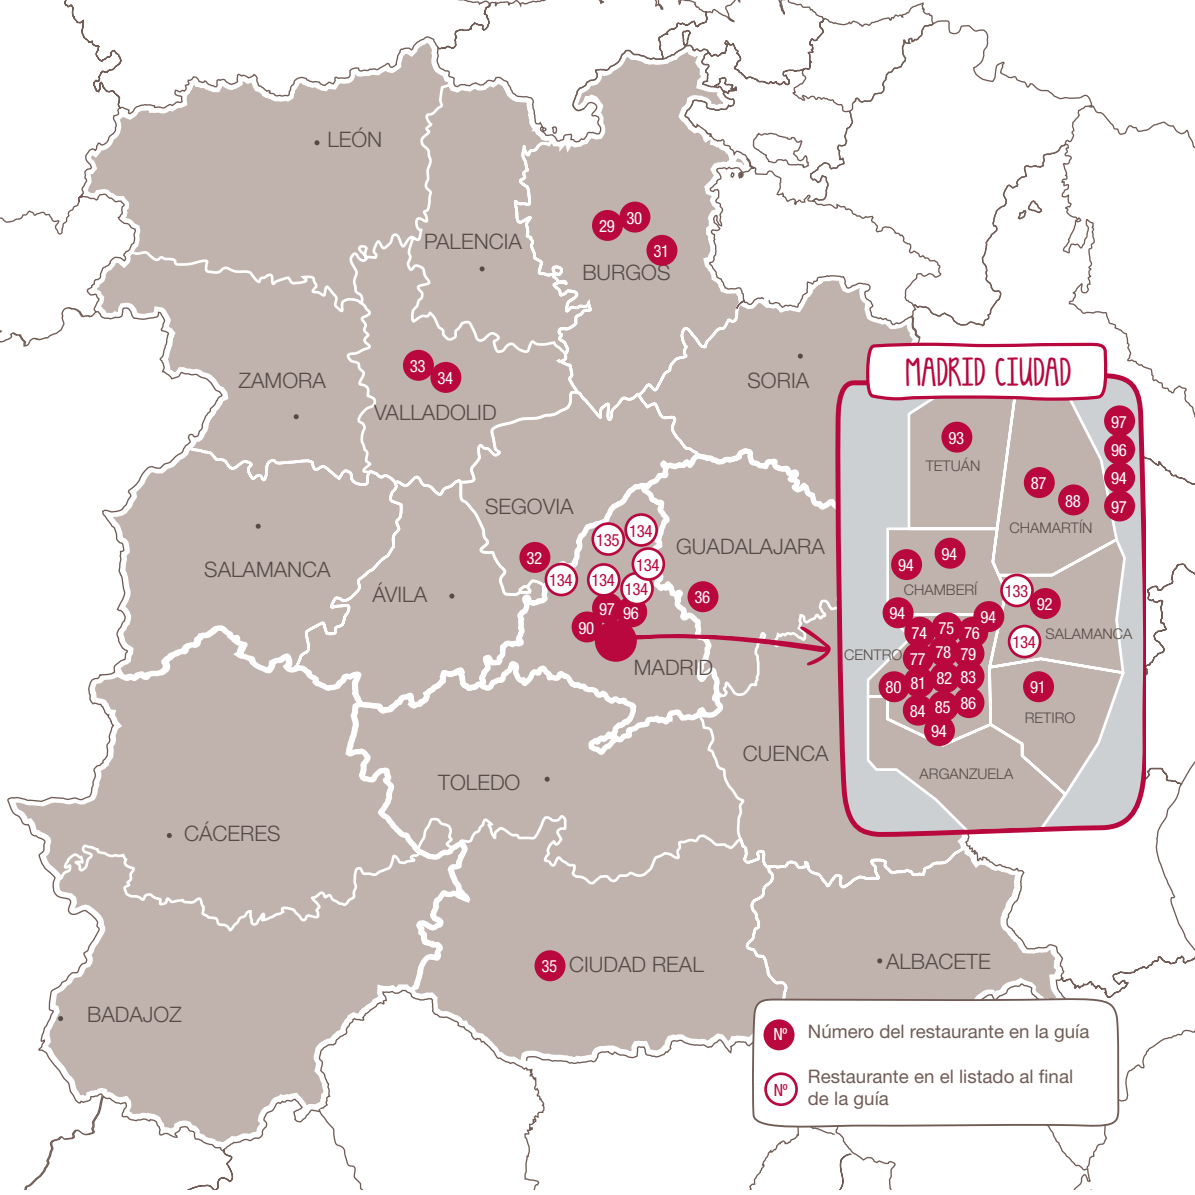 LEÓN
PALENCIA
29
30
31
BURGOS
33
34
VALLADOLID
ZAMORA
SORIA
SEGOVIA
SALAMANCA
ÁVILA
32
134
135
134
134
134
134
97
96
90
36
GUADALAJARA
MADRID
TOLEDO
CUENCA
CÁCERES
BADAJOZ
35
CIUDAD REAL
ALBACETE
MADRID CIUDAD
97
96
94
97
93
TETUÁN
87
88
CHAMARTÍN
94
94
CHAMBERÍ
133
92
134
SALAMANCA
94
94
74
75
76
CENTRO
77
78
79
80
81
82
83
84
85
86
94
91
RETIRO
ARGANZUELA
Nº
Número del restaurante en la guía
Nº
Restaurante en el listado al final
de la guía